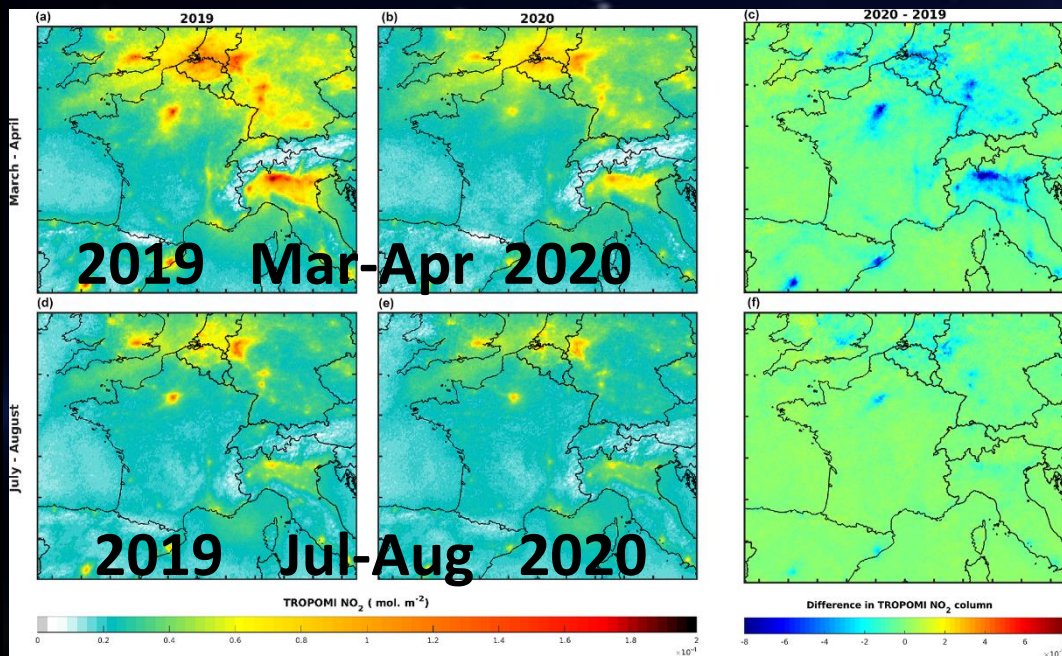 (a) 2019
(b) 2020
(c) 2020 - 2019
March - April
2019 Mar-Apr 2020
(d)
(e)
(f)
July - August
2019 Jul-Aug 2020
TROPOMI NO₂ ( mol. m⁻²)
0 0.2 0.4 0.6 0.8 1 1.2 1.4 1.6 2
Difference in TROPOMI NO₂ column
-8 -6 -4 -2 0 2 4 6